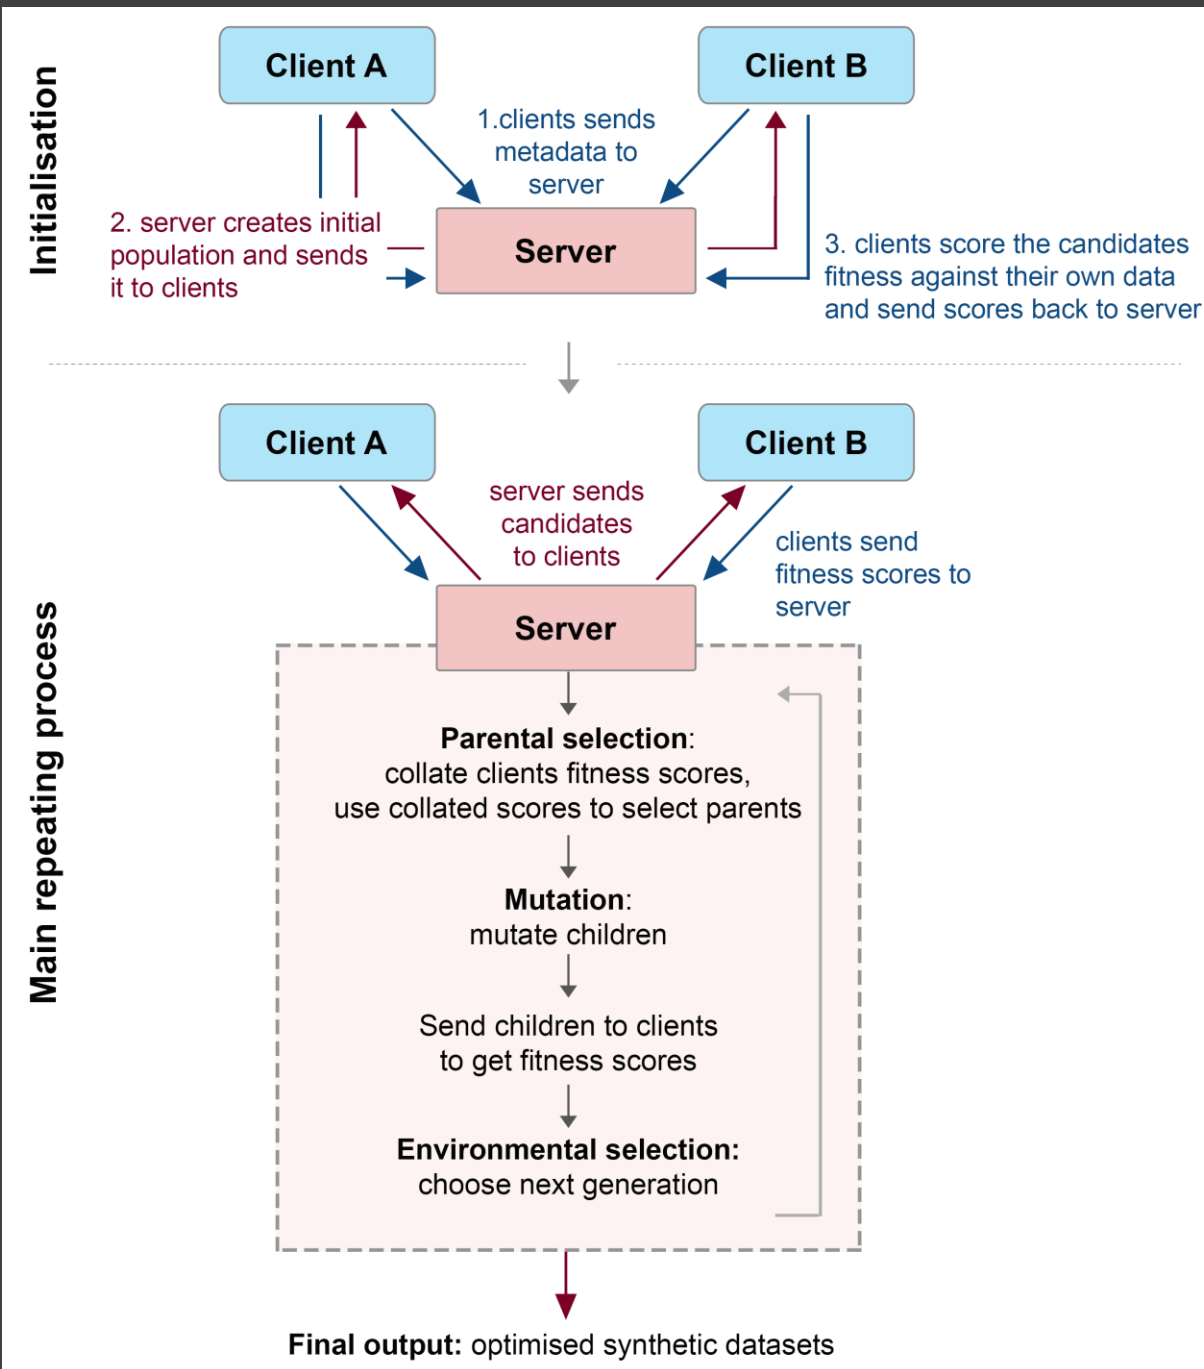 Initialisation
Client A
Client B
1.clients sends
metadata to
server
2. server creates initial
population and sends
it to clients
Server
3. clients score the candidates
fitness against their own data
and send scores back to server
Main repeating process
Client A
Client B
server sends
candidates
to clients
clients send
fitness scores to
server
Server
Parental selection:
collate clients fitness scores,
use collated scores to select parents
Mutation:
mutate children
Send children to clients
to get fitness scores
Environmental selection:
choose next generation
Final output: optimised synthetic datasets